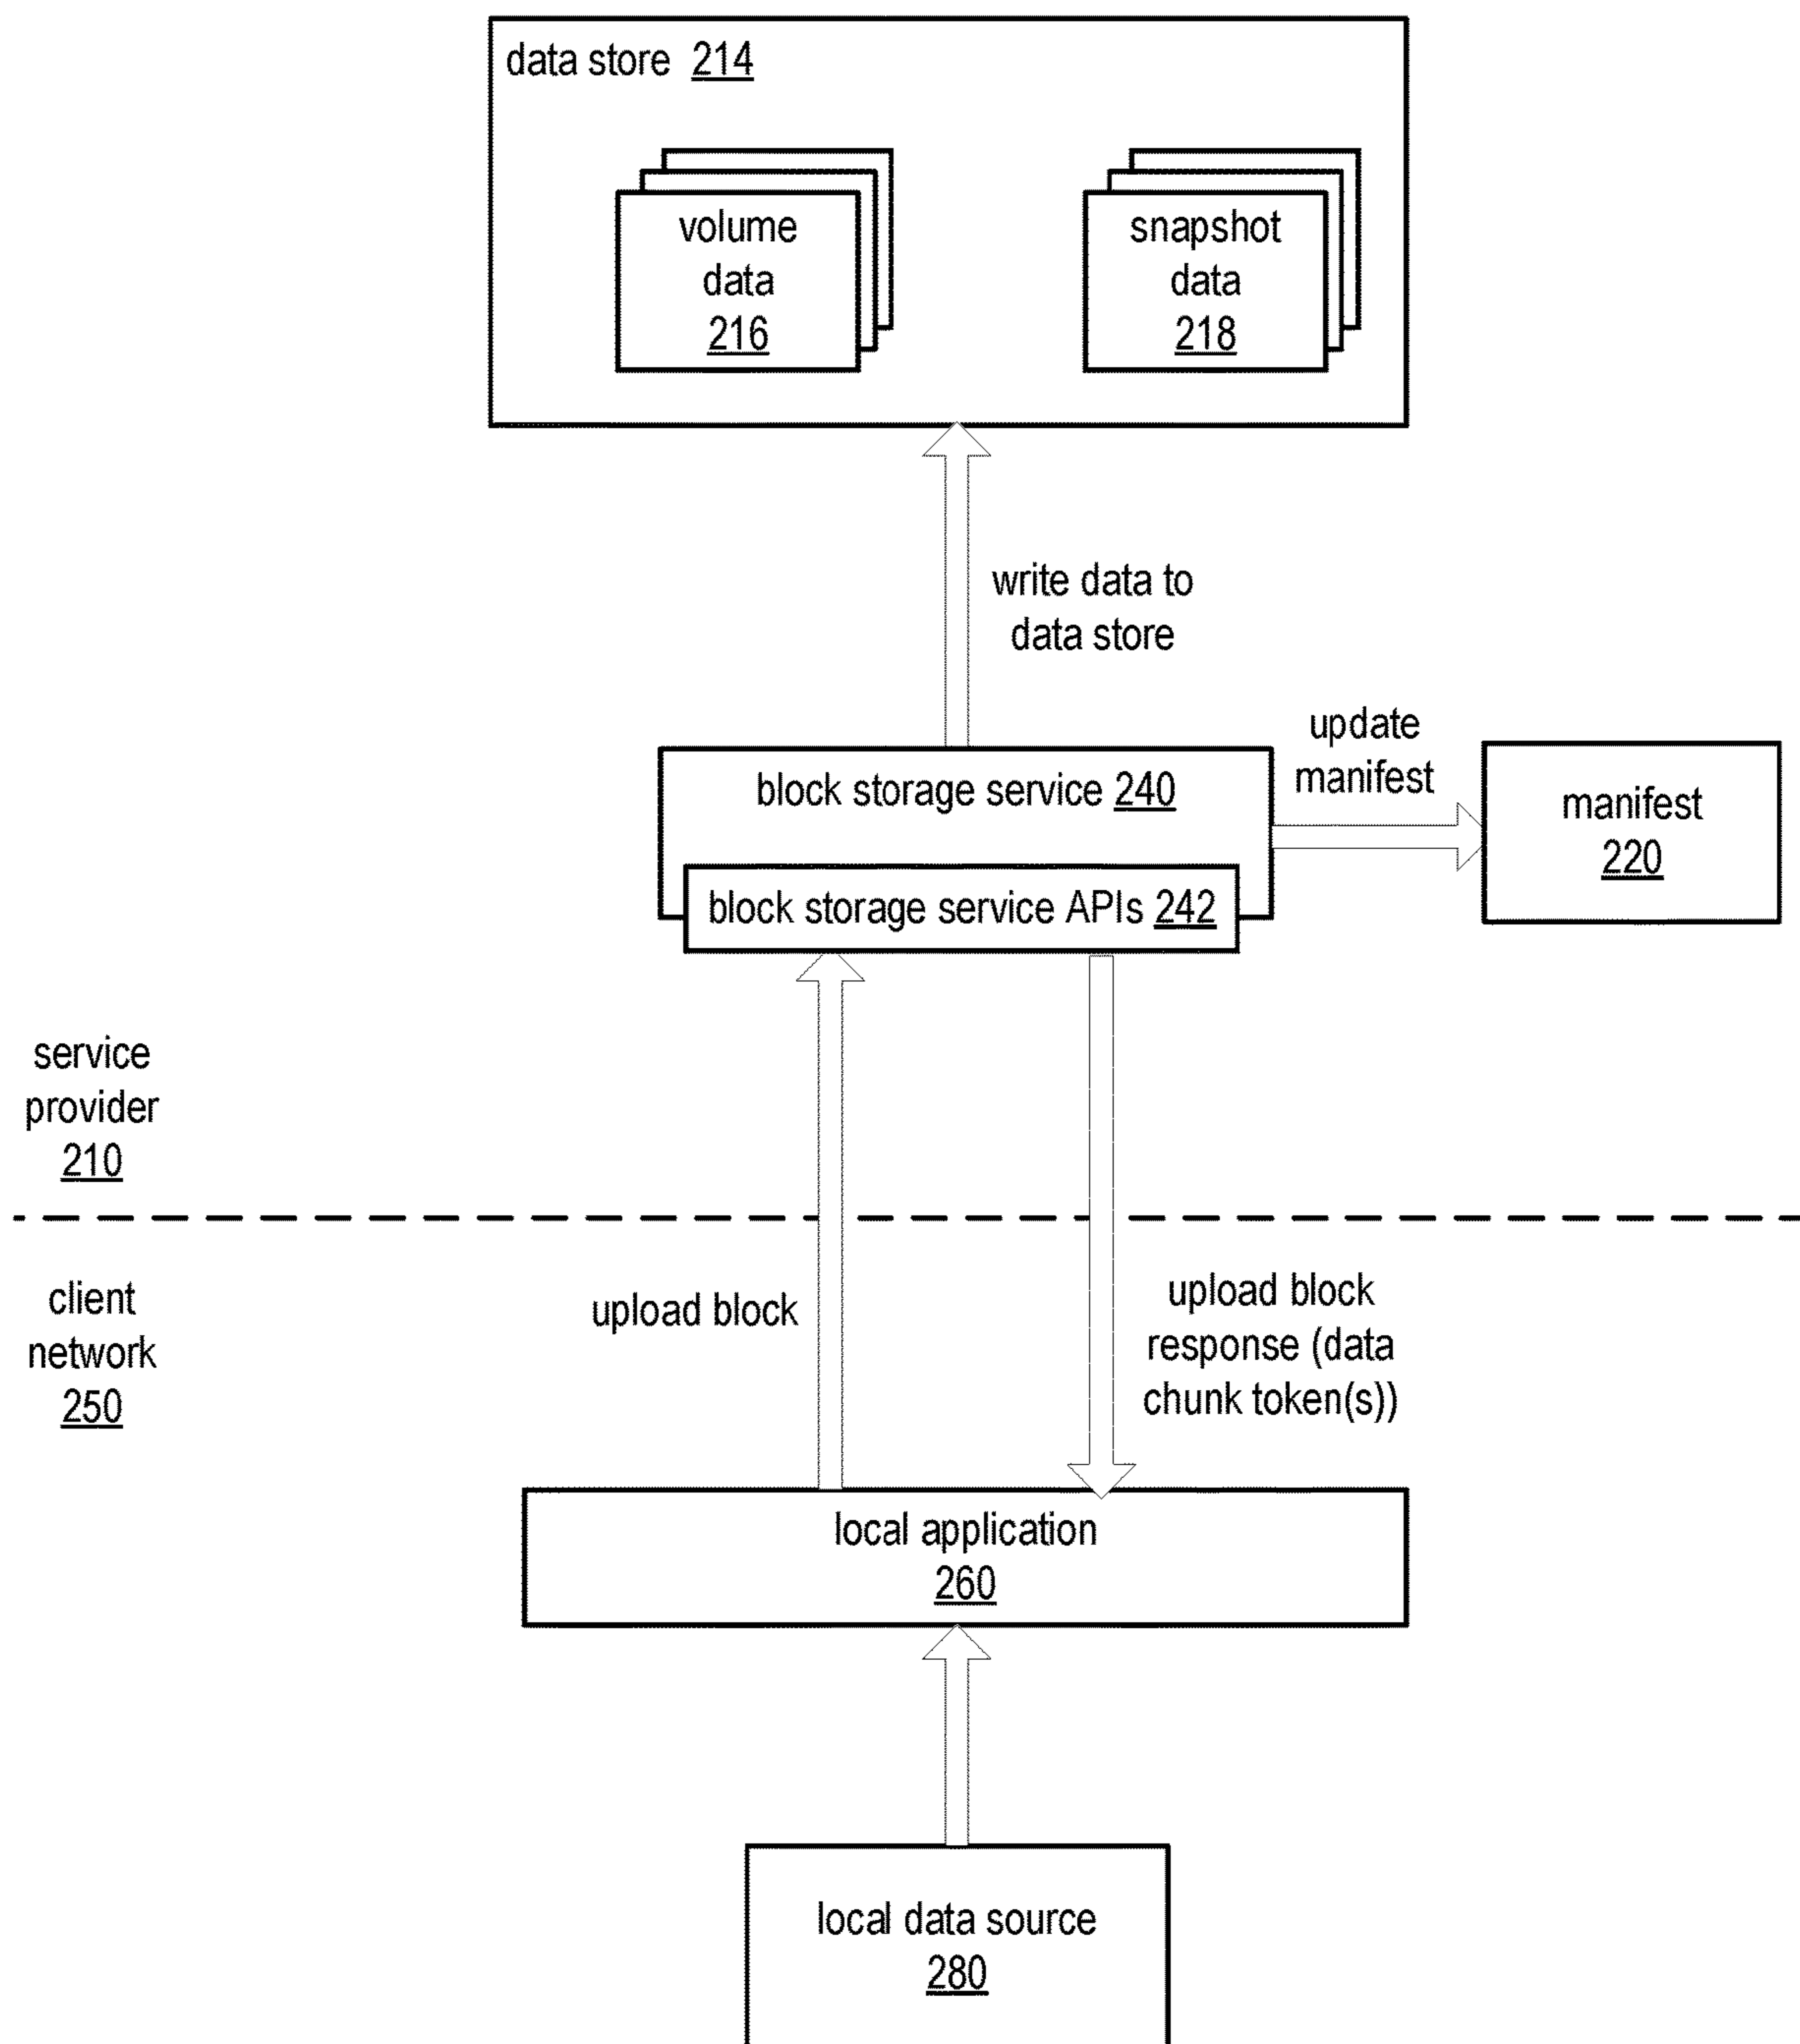 data store 214
volume
data
216
snapshot
data
218
write data to
data store
update
manifest
block storage service 240
manifest
220
block storage service APIs 242
service
provider
210
client
network
250
upload block
upload block
response (data
chunk token(s))
local application
260
local data source
280